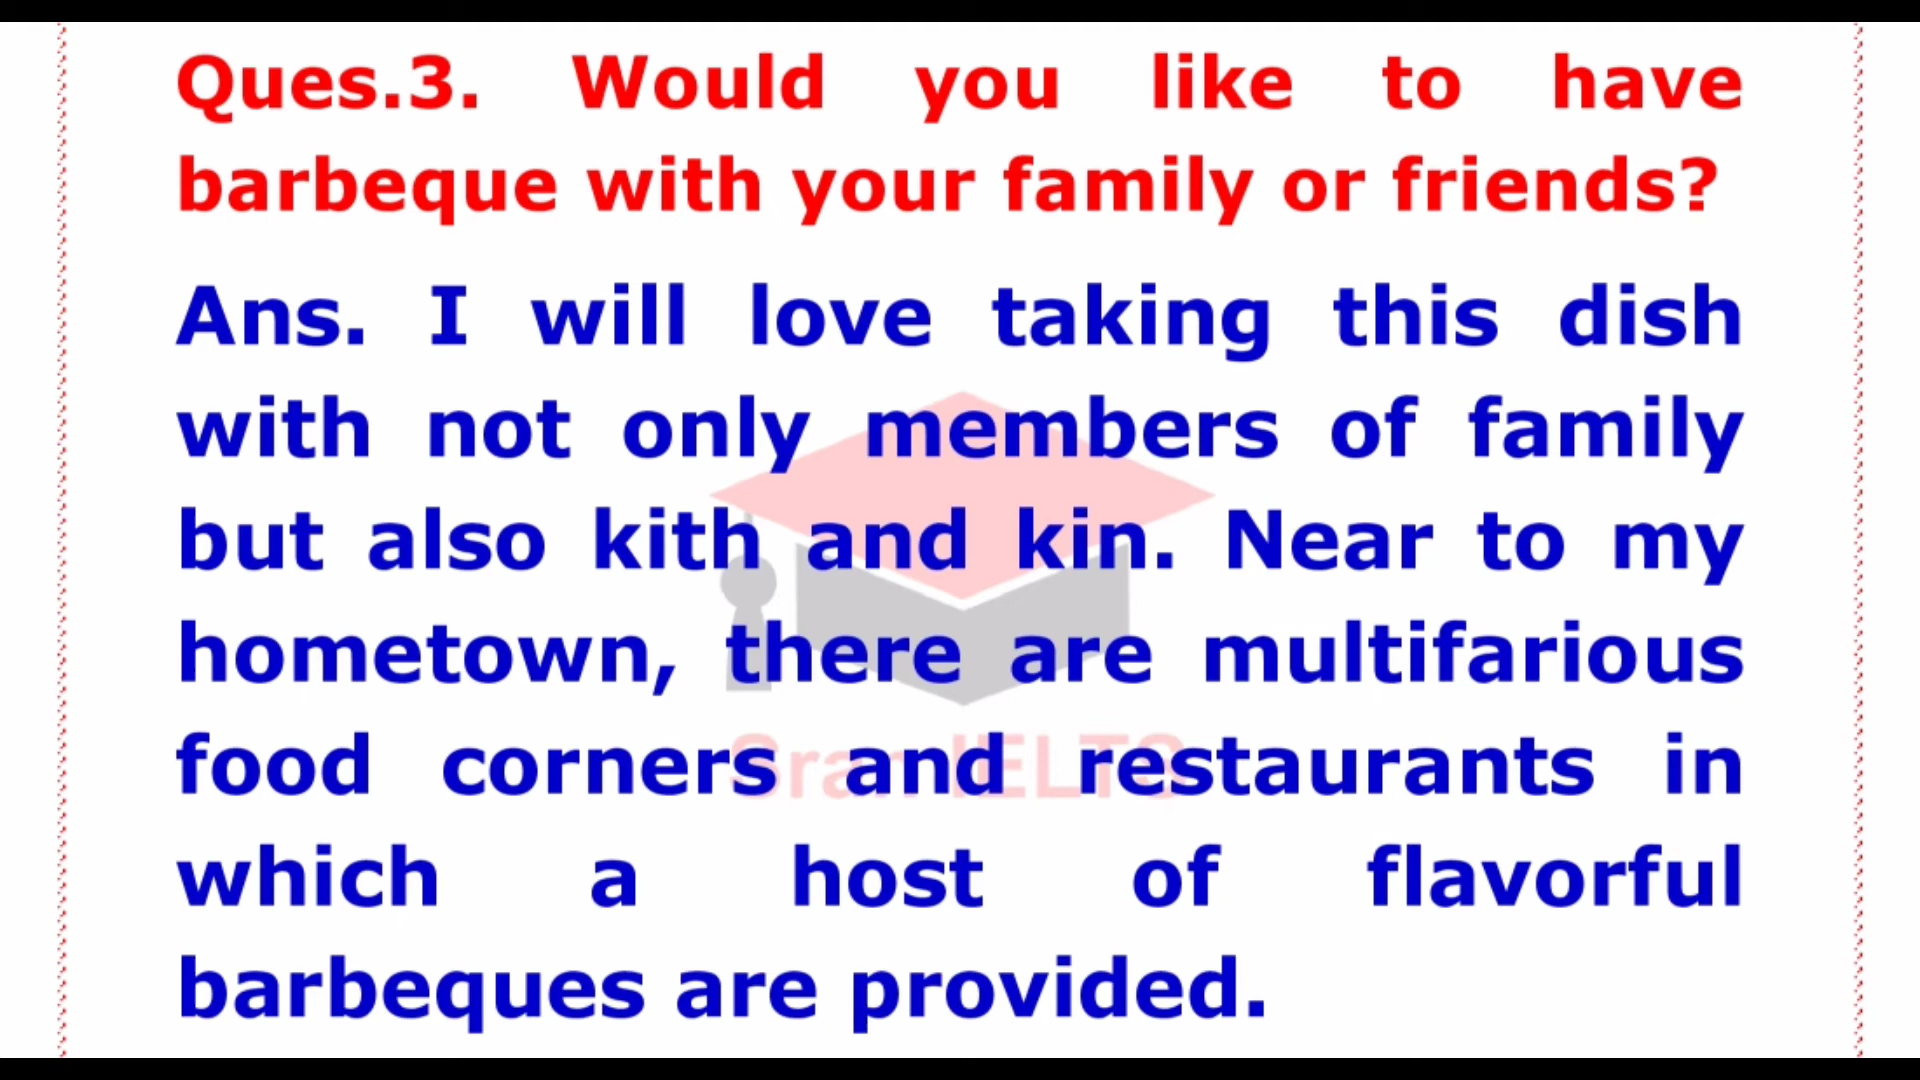 Ques.3. Would you like to have
barbeque with your family or friends?
Ans. I will love taking this dish
with not only members of family
but also kith and kin. Near to my
hometown, there are multifarious
food corners and restaurants in
which a host of flavorful
barbeques are provided.
Sran IELTS